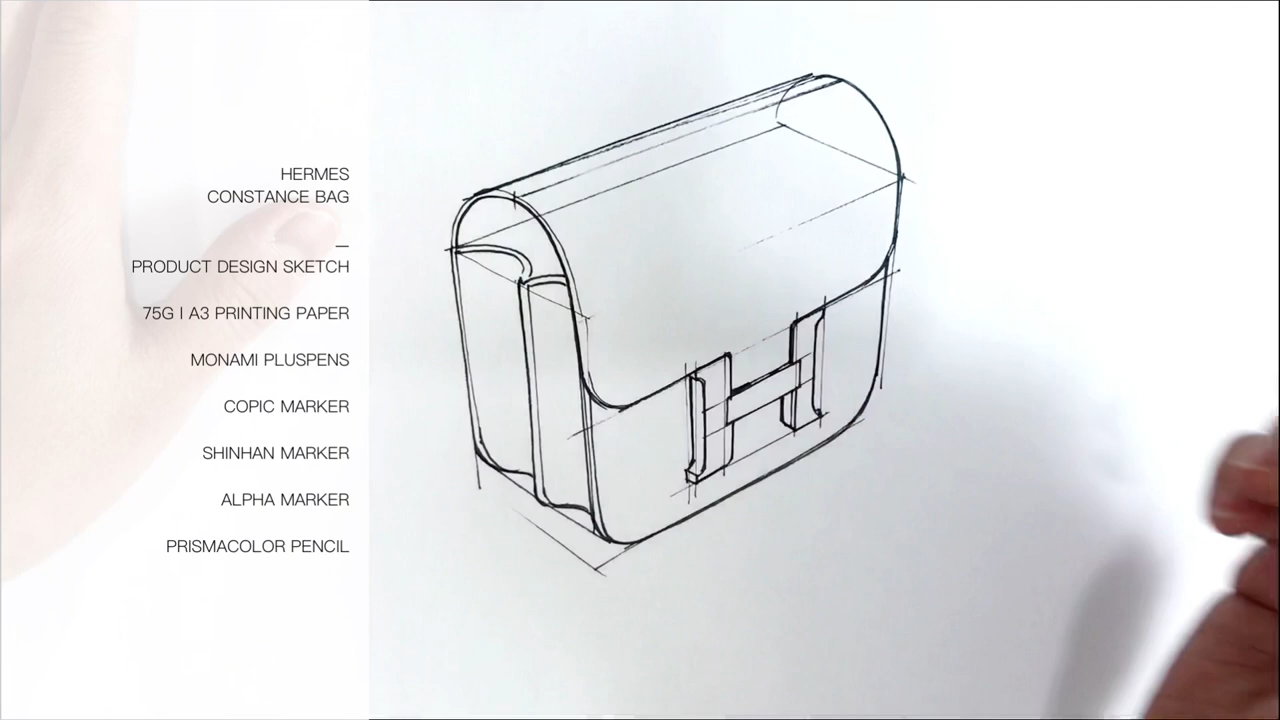 HERMES
CONSTANCE BAG
—
PRODUCT DESIGN SKETCH
75G I A3 PRINTING PAPER
MONAMI PLUSPENS
COPIC MARKER
SHINHAN MARKER
ALPHA MARKER
PRISMACOLOR PENCIL
H